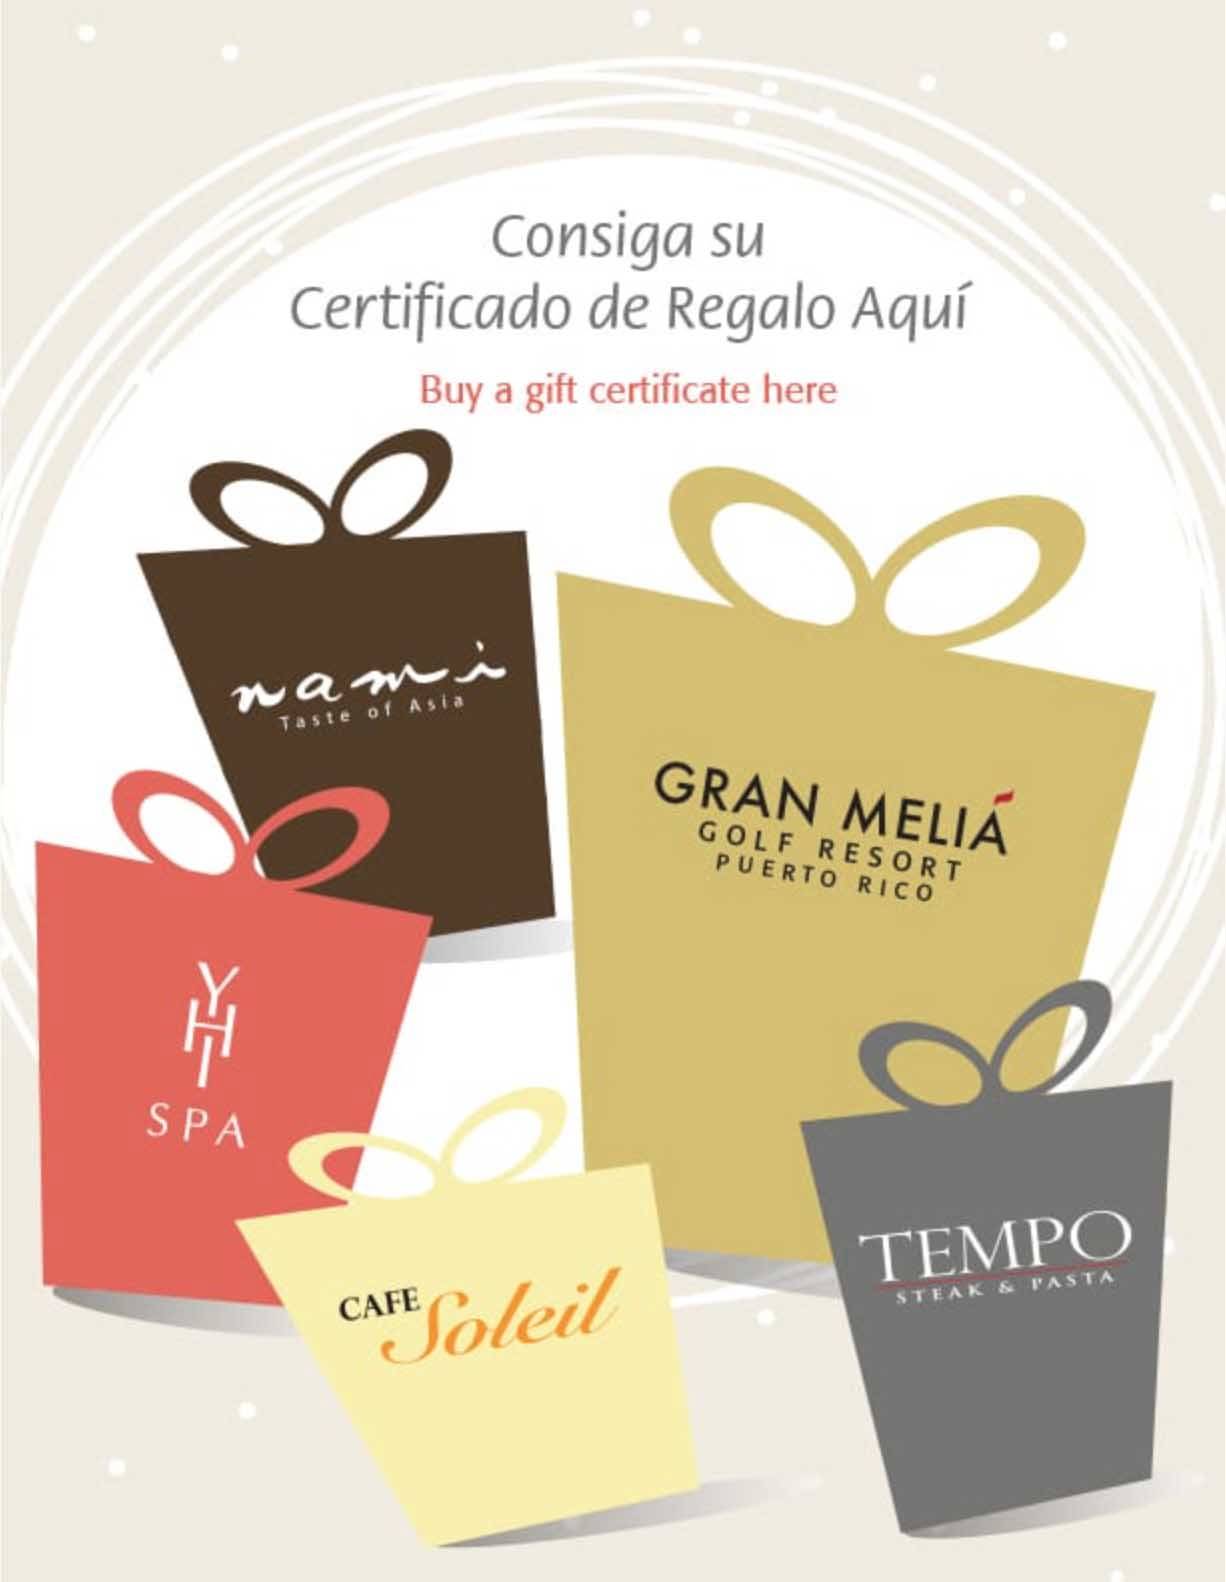 Consiga su
Certificado de Regalo Aquí
Buy a gift certificate here
nami
Taste of Asia
GRAN MELIÁ
GOLF RESORT
PUERTO RICO
YHI
SPA
CAFE Soleil
TEMPO
STEAK & PASTA